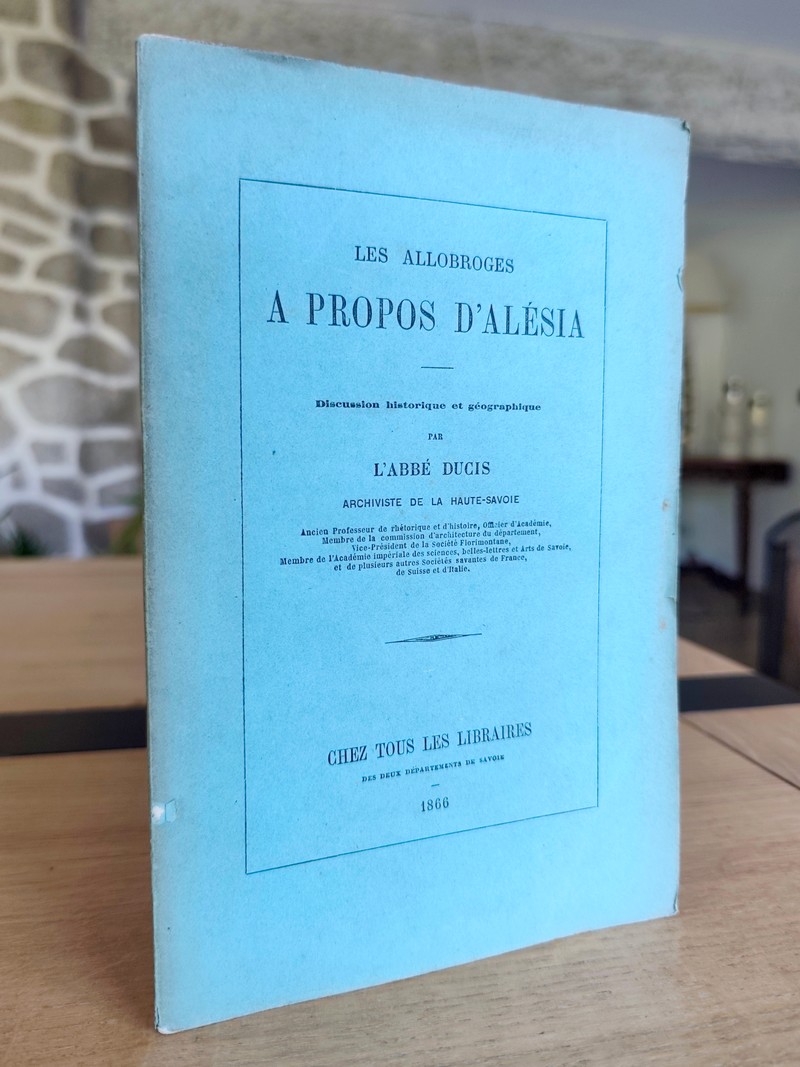 LES ALLOBROGES
A PROPOS D'ALÉSIA
Discussion historique et géographique
PAR
L'ABBÉ DUCIS
ARCHIVISTE DE LA HAUTE-SAVOIE
Ancien Professeur de rhétorique et d'histoire, Officier d'Académie,
Membre de la commission d'architecture du département,
Vice-Président de la Société Florimontane,
Membre de l'Académie impériale des sciences, belles-lettres et Arts de Savoie,
et de plusieurs autres Sociétés savantes de France,
de Suisse et d'Italie.
CHEZ TOUS LES LIBRAIRES
DES DEUX DÉPARTEMENTS DE SAVOIE
1866